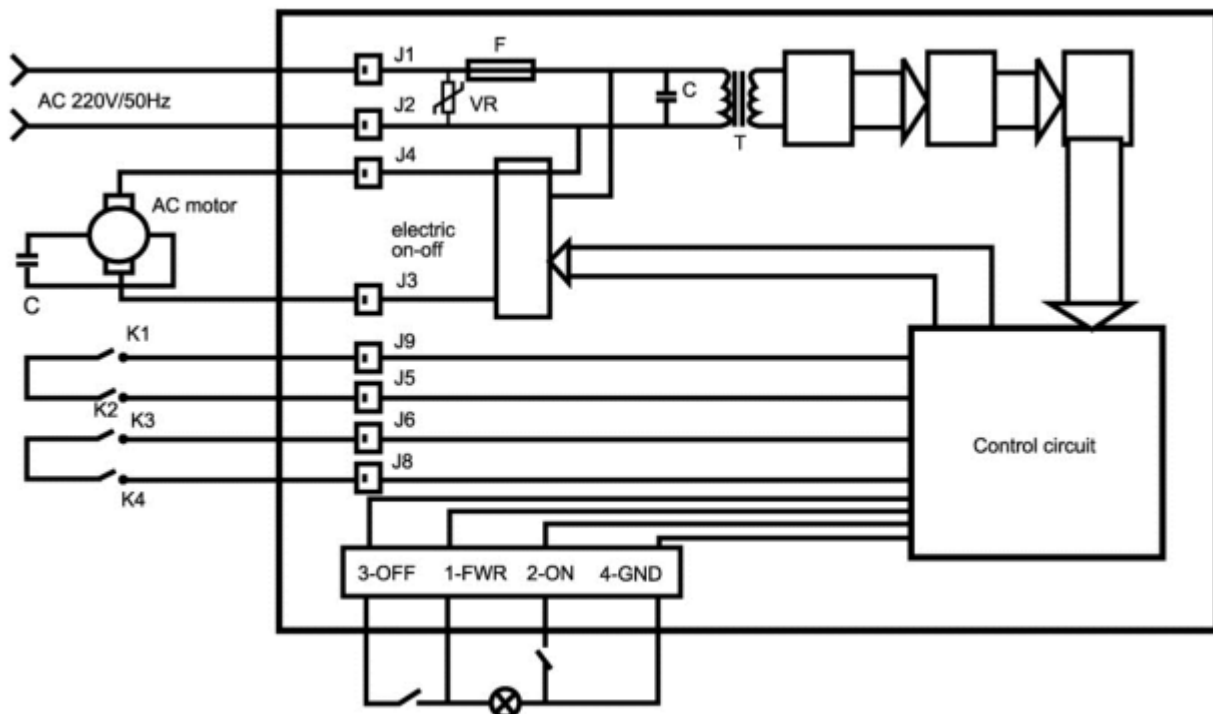 J1
F
AC 220V/50Hz
J2
VR
C
T
J4
AC motor
electric
on-off
C
J3
K1
J9
K2
J5
K3
J6
Control circuit
J8
K4
3-OFF 1-FWR 2-ON 4-GND